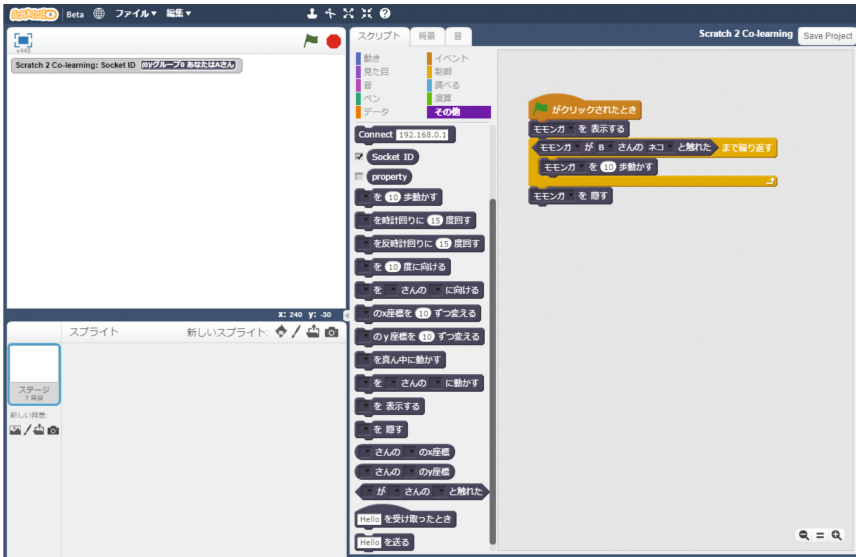 SCRATCHX Beta ファイル▼ 編集▼
v448
Scratch 2 Co-learning: Socket ID @yグループ0 あなたはAさん
x: 240 y: -30
スプライト 新しいスプライト:
ステージ
1 背景
新しい背景:
スクリプト 背景 音
Scratch 2 Co-learning Save Project
動き イベント
見た目 制御
音 調べる
ペン 演算
データ その他
Connect 192.168.0.1
Socket ID
property
を 10 歩動かす
を時計回りに 15 度回す
を反時計回りに 15 度回す
を 10 度に向ける
を さんの に向ける
のx座標を 10 ずつ変える
のy座標を 10 ずつ変える
を真ん中に動かす
を さんの に動かす
を 表示する
を 隠す
さんの のx座標
さんの のy座標
が さんの と触れた
Hello を受け取ったとき
Hello を送る
がクリックされたとき
モモンガ を 表示する
モモンガ が B さんの ネコ と触れた まで繰り返す
モモンガ を 10 歩動かす
モモンガ を 隠す